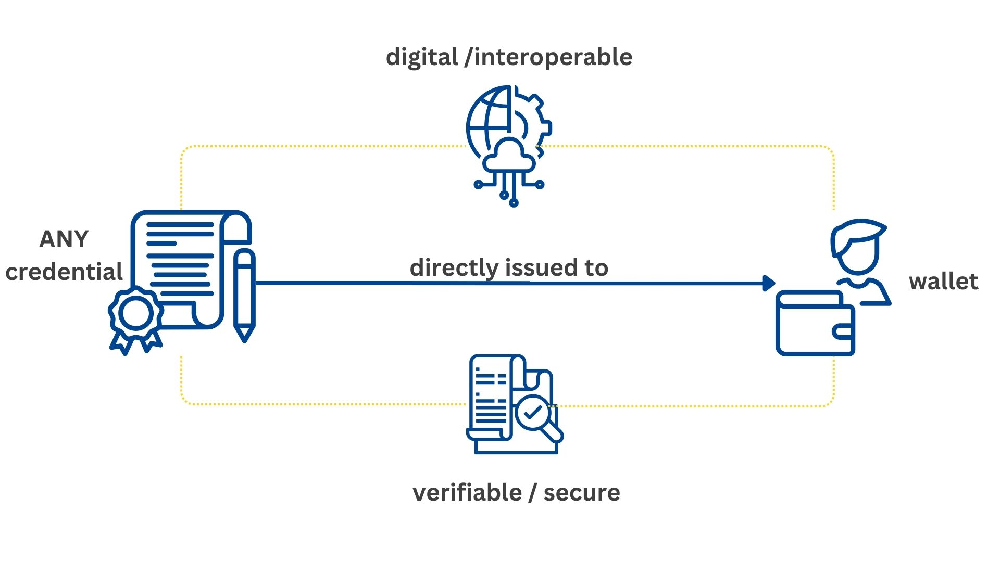 digital /interoperable
ANY
credential
directly issued to
wallet
verifiable / secure